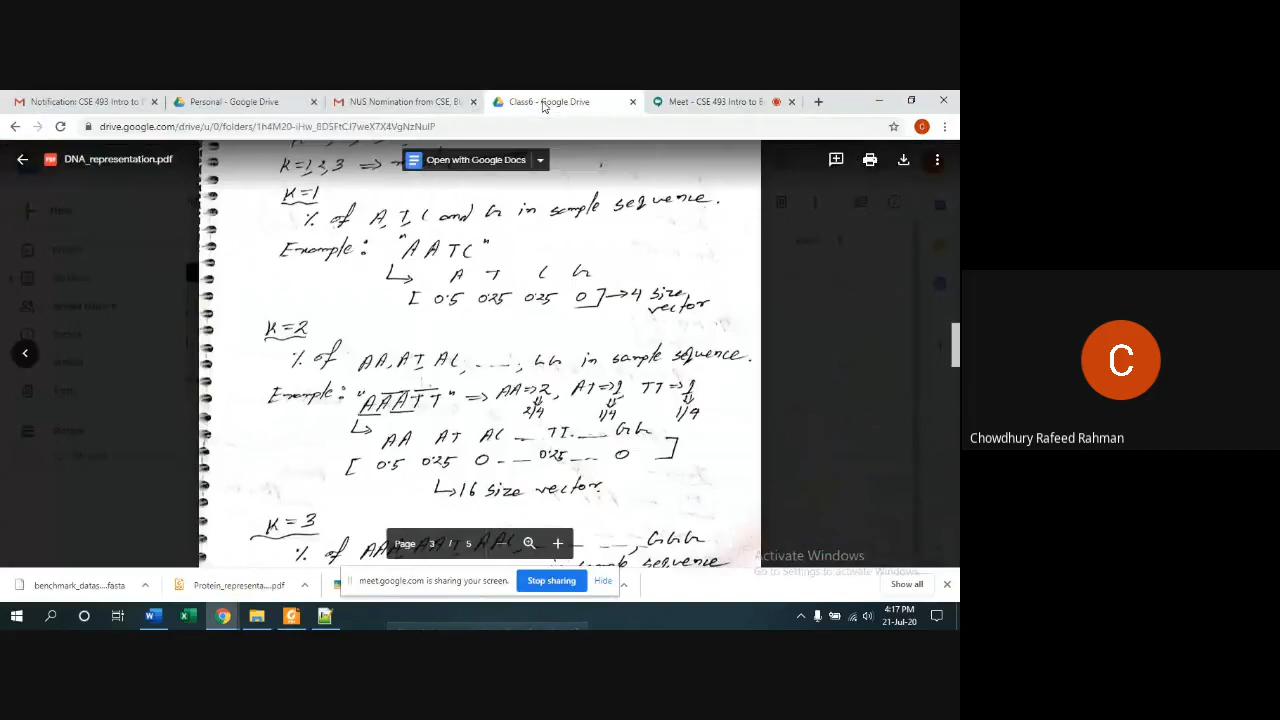 Notification: CSE 493 Intro to
Personal - Google Drive
NUS Nomination from CSE, BU
Class6 - Google Drive
Meet - CSE 493 Intro to B
drive.google.com/drive/u/0/folders/1h4M20-iHw_8D5FtCJ7weX7X4VgNzNuIP
C
DNA_representation.pdf
Open with Google Docs
K=1,2,3 =>
K=1
% of A, T, C and G in sample sequence.
Example: "AATC"
A T C G
[ 0.5 0.25 0.25 0 ] → 4 size vector
K=2
% of AA, AT, AC, ....., GG in sample sequence.
Example: "AAATT" => AA=>2, AT=>1 TT=>1
2/4 1/4 1/4
AA AT AC ... TT ... GG
[ 0.5 0.25 0 ... 0.25 ... 0 ]
↳16 size vector.
K=3
% of AAA, AAT, AAC, ......, GGG
in sample sequence
Page 3 / 5
Activate Windows
Go to Settings to activate Windows.
benchmark_datas....fasta
Protein_representa....pdf
meet.google.com is sharing your screen.
Stop sharing
Hide
Show all
4:17 PM
21-Jul-20
C
Chowdhury Rafeed Rahman